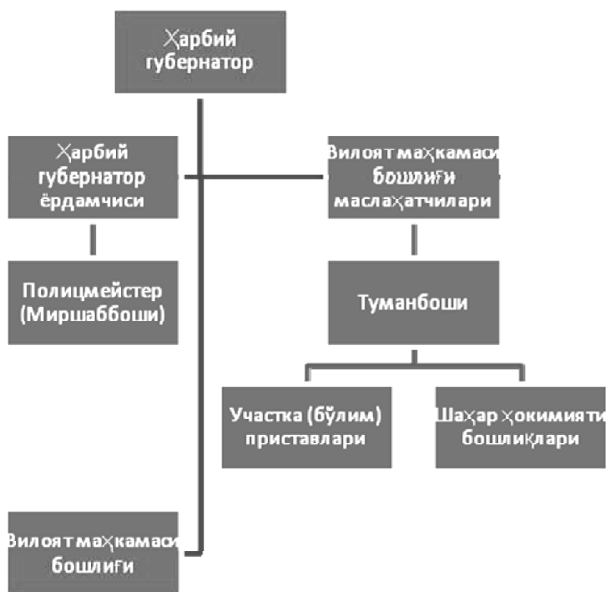 Ҳарбий
губернатор
Ҳарбий
губернатор
ёрдамчиси
Вилоят маҳкамаси
бошлиғи
маслаҳатчилари
Полицмейстер
(Миршаббоши)
Туманбоши
Участка (бўлим)
приставлари
Шаҳар ҳокимияти
бошлиқлари
Вилоят маҳкамаси
бошлиғи